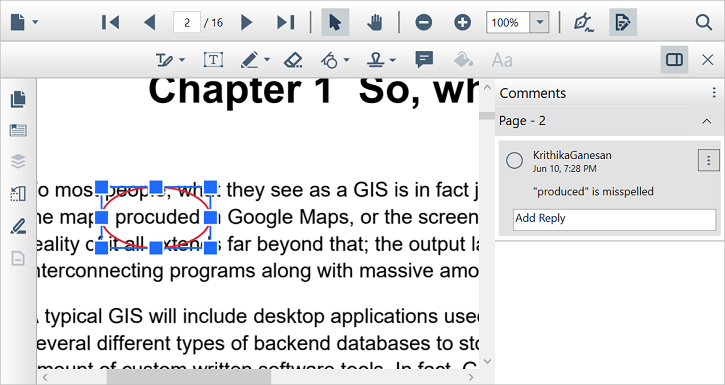 2 / 16
100%
T
Aa
Chapter 1 So, wh
Comments
Page - 2
KrithikaGanesan
Jun 10, 7:28 PM
"produced" is misspelled
Add Reply
o most people, what they see as a GIS is in fact j
he map procuded n Google Maps, or the screen
eality of it all extends far beyond that; the output la
nterconnecting programs along with massive amo
A typical GIS will include desktop applications use
everal different types of backend databases to sto
mount of custom written software tools. In fact, G